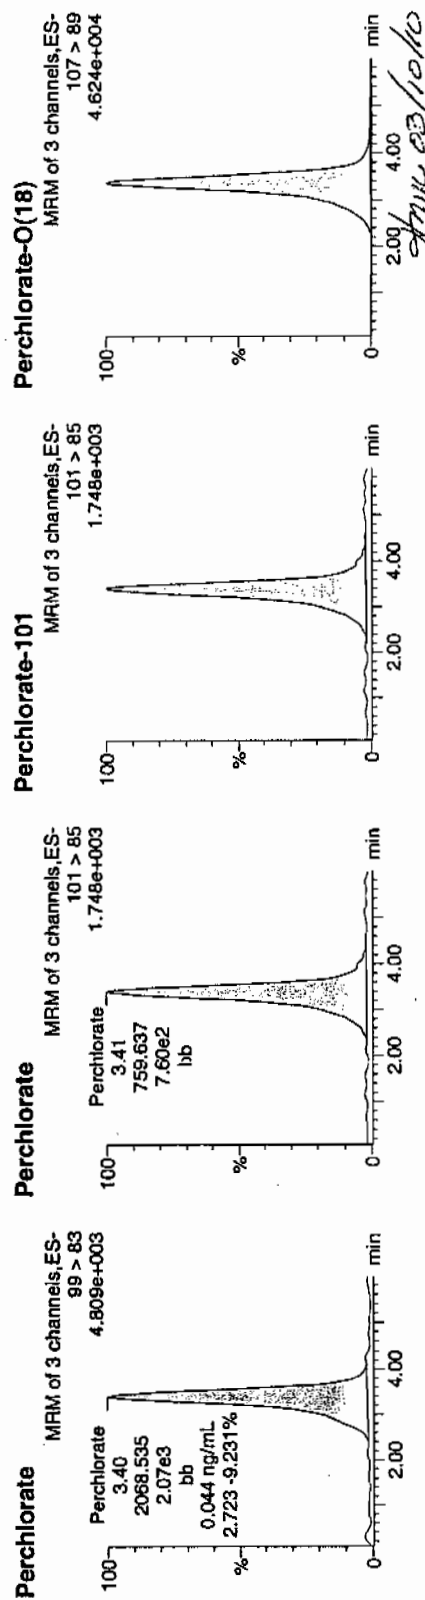 Perchlorate
MRM of 3 channels,ES-
99 > 83
4.809e+003
100
Perchlorate
3.40
2068.535
2.07e3
bb
0.044 ng/mL
2.723 -9.231%
%
0
2.00
4.00
min
Perchlorate
MRM of 3 channels,ES-
101 > 85
1.748e+003
100
Perchlorate
3.41
759.637
7.60e2
bb
%
0
2.00
4.00
min
Perchlorate-101
MRM of 3 channels,ES-
101 > 85
1.748e+003
100
%
0
2.00
4.00
min
Perchlorate-O(18)
MRM of 3 channels,ES-
107 > 89
4.624e+004
100
%
0
2.00
4.00
min
03/10/10